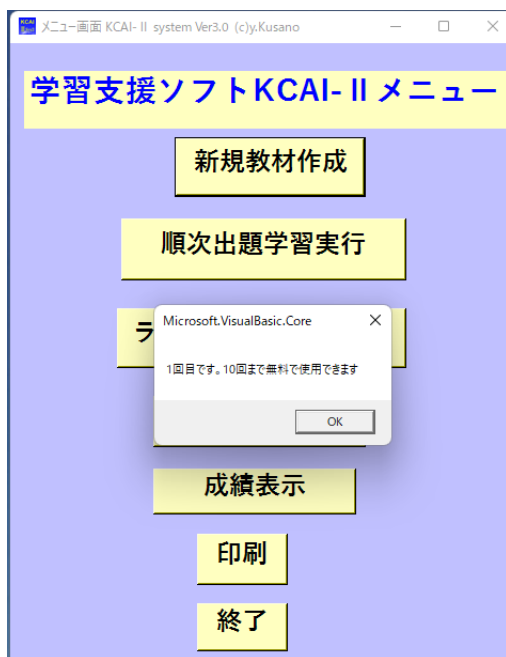 メニュー画面 KCAI-Ⅱ system Ver3.0 (c)y.Kusano
学習支援ソフトKCAI-Ⅱメニュー
新規教材作成
順次出題学習実行
Microsoft.VisualBasic.Core
1回目です。10回まで無料で使用できます
OK
成績表示
印刷
終了